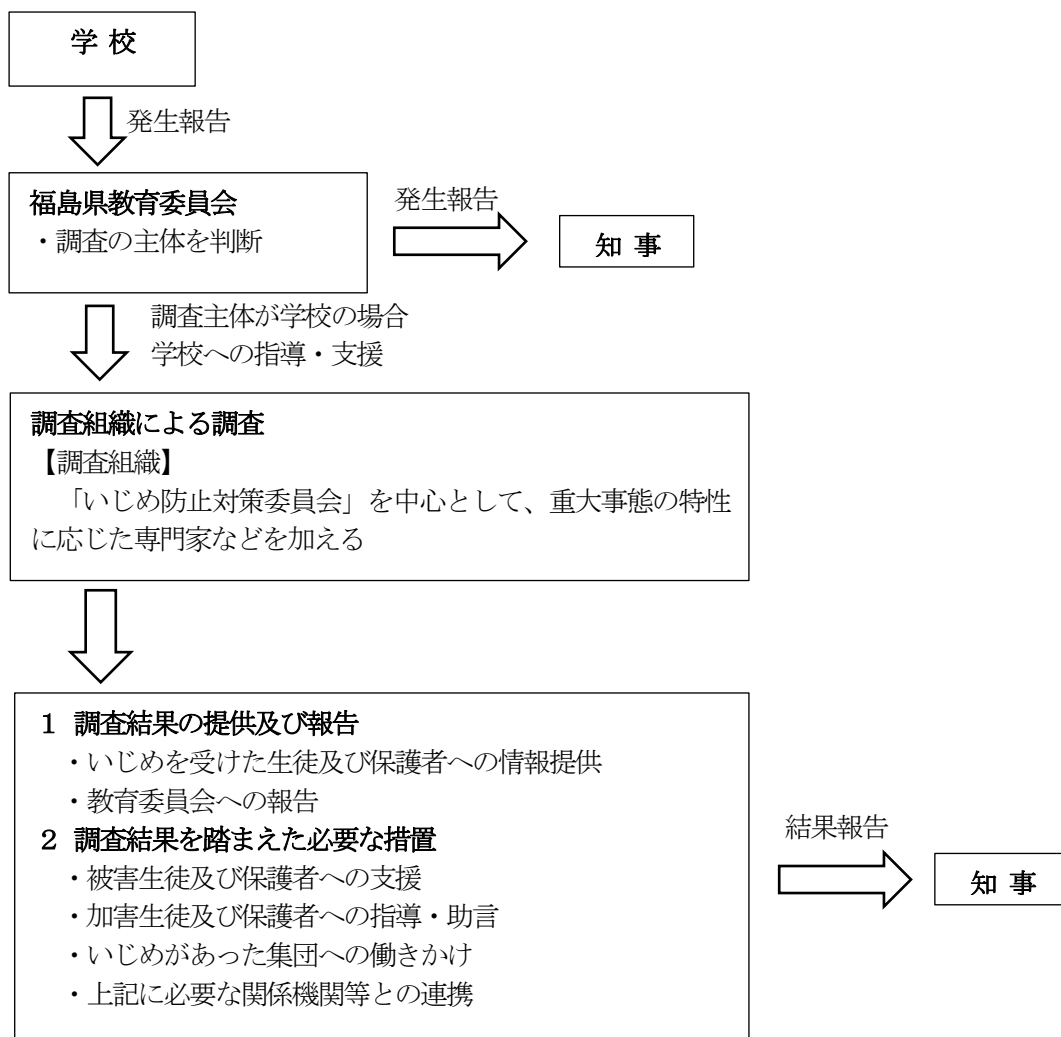 学 校
発生報告
福島県教育委員会
・調査の主体を判断
発生報告
知 事
調査主体が学校の場合
学校への指導・支援
調査組織による調査
【調査組織】
「いじめ防止対策委員会」を中心として、重大事態の特性
に応じた専門家などを加える
1 調査結果の提供及び報告
・いじめを受けた生徒及び保護者への情報提供
・教育委員会への報告
2 調査結果を踏まえた必要な措置
・被害生徒及び保護者への支援
・加害生徒及び保護者への指導・助言
・いじめがあった集団への働きかけ
・上記に必要な関係機関等との連携
結果報告
知 事